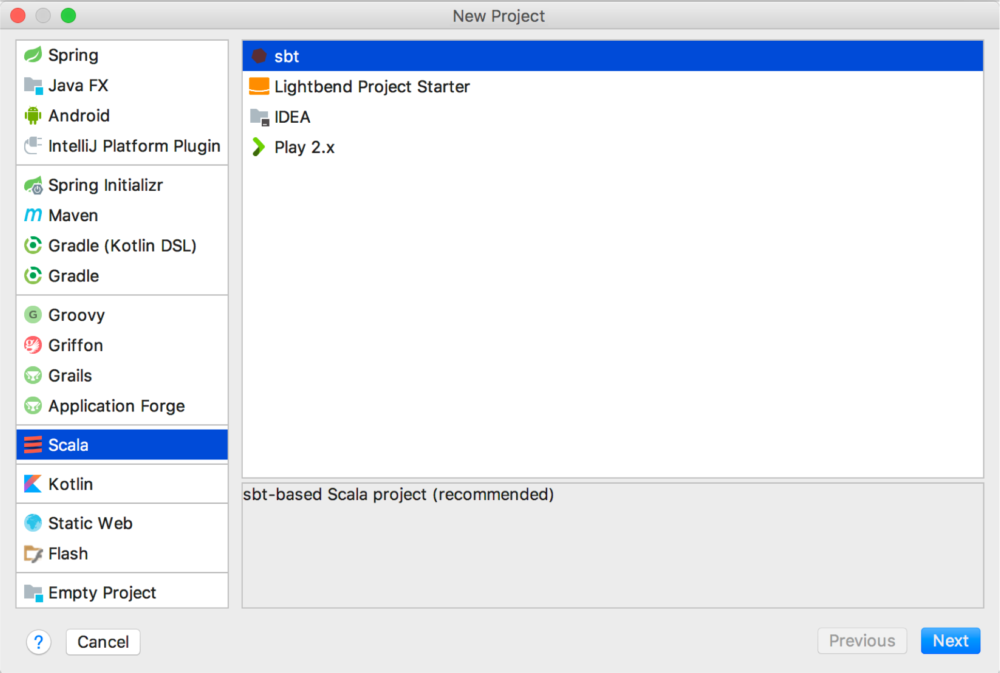 New Project
Spring
Java FX
Android
IntelliJ Platform Plugin
Spring Initializr
Maven
Gradle (Kotlin DSL)
Gradle
Groovy
Griffon
Grails
Application Forge
Scala
Kotlin
Static Web
Flash
Empty Project
sbt
Lightbend Project Starter
IDEA
Play 2.x
sbt-based Scala project (recommended)
?
Cancel
Previous
Next